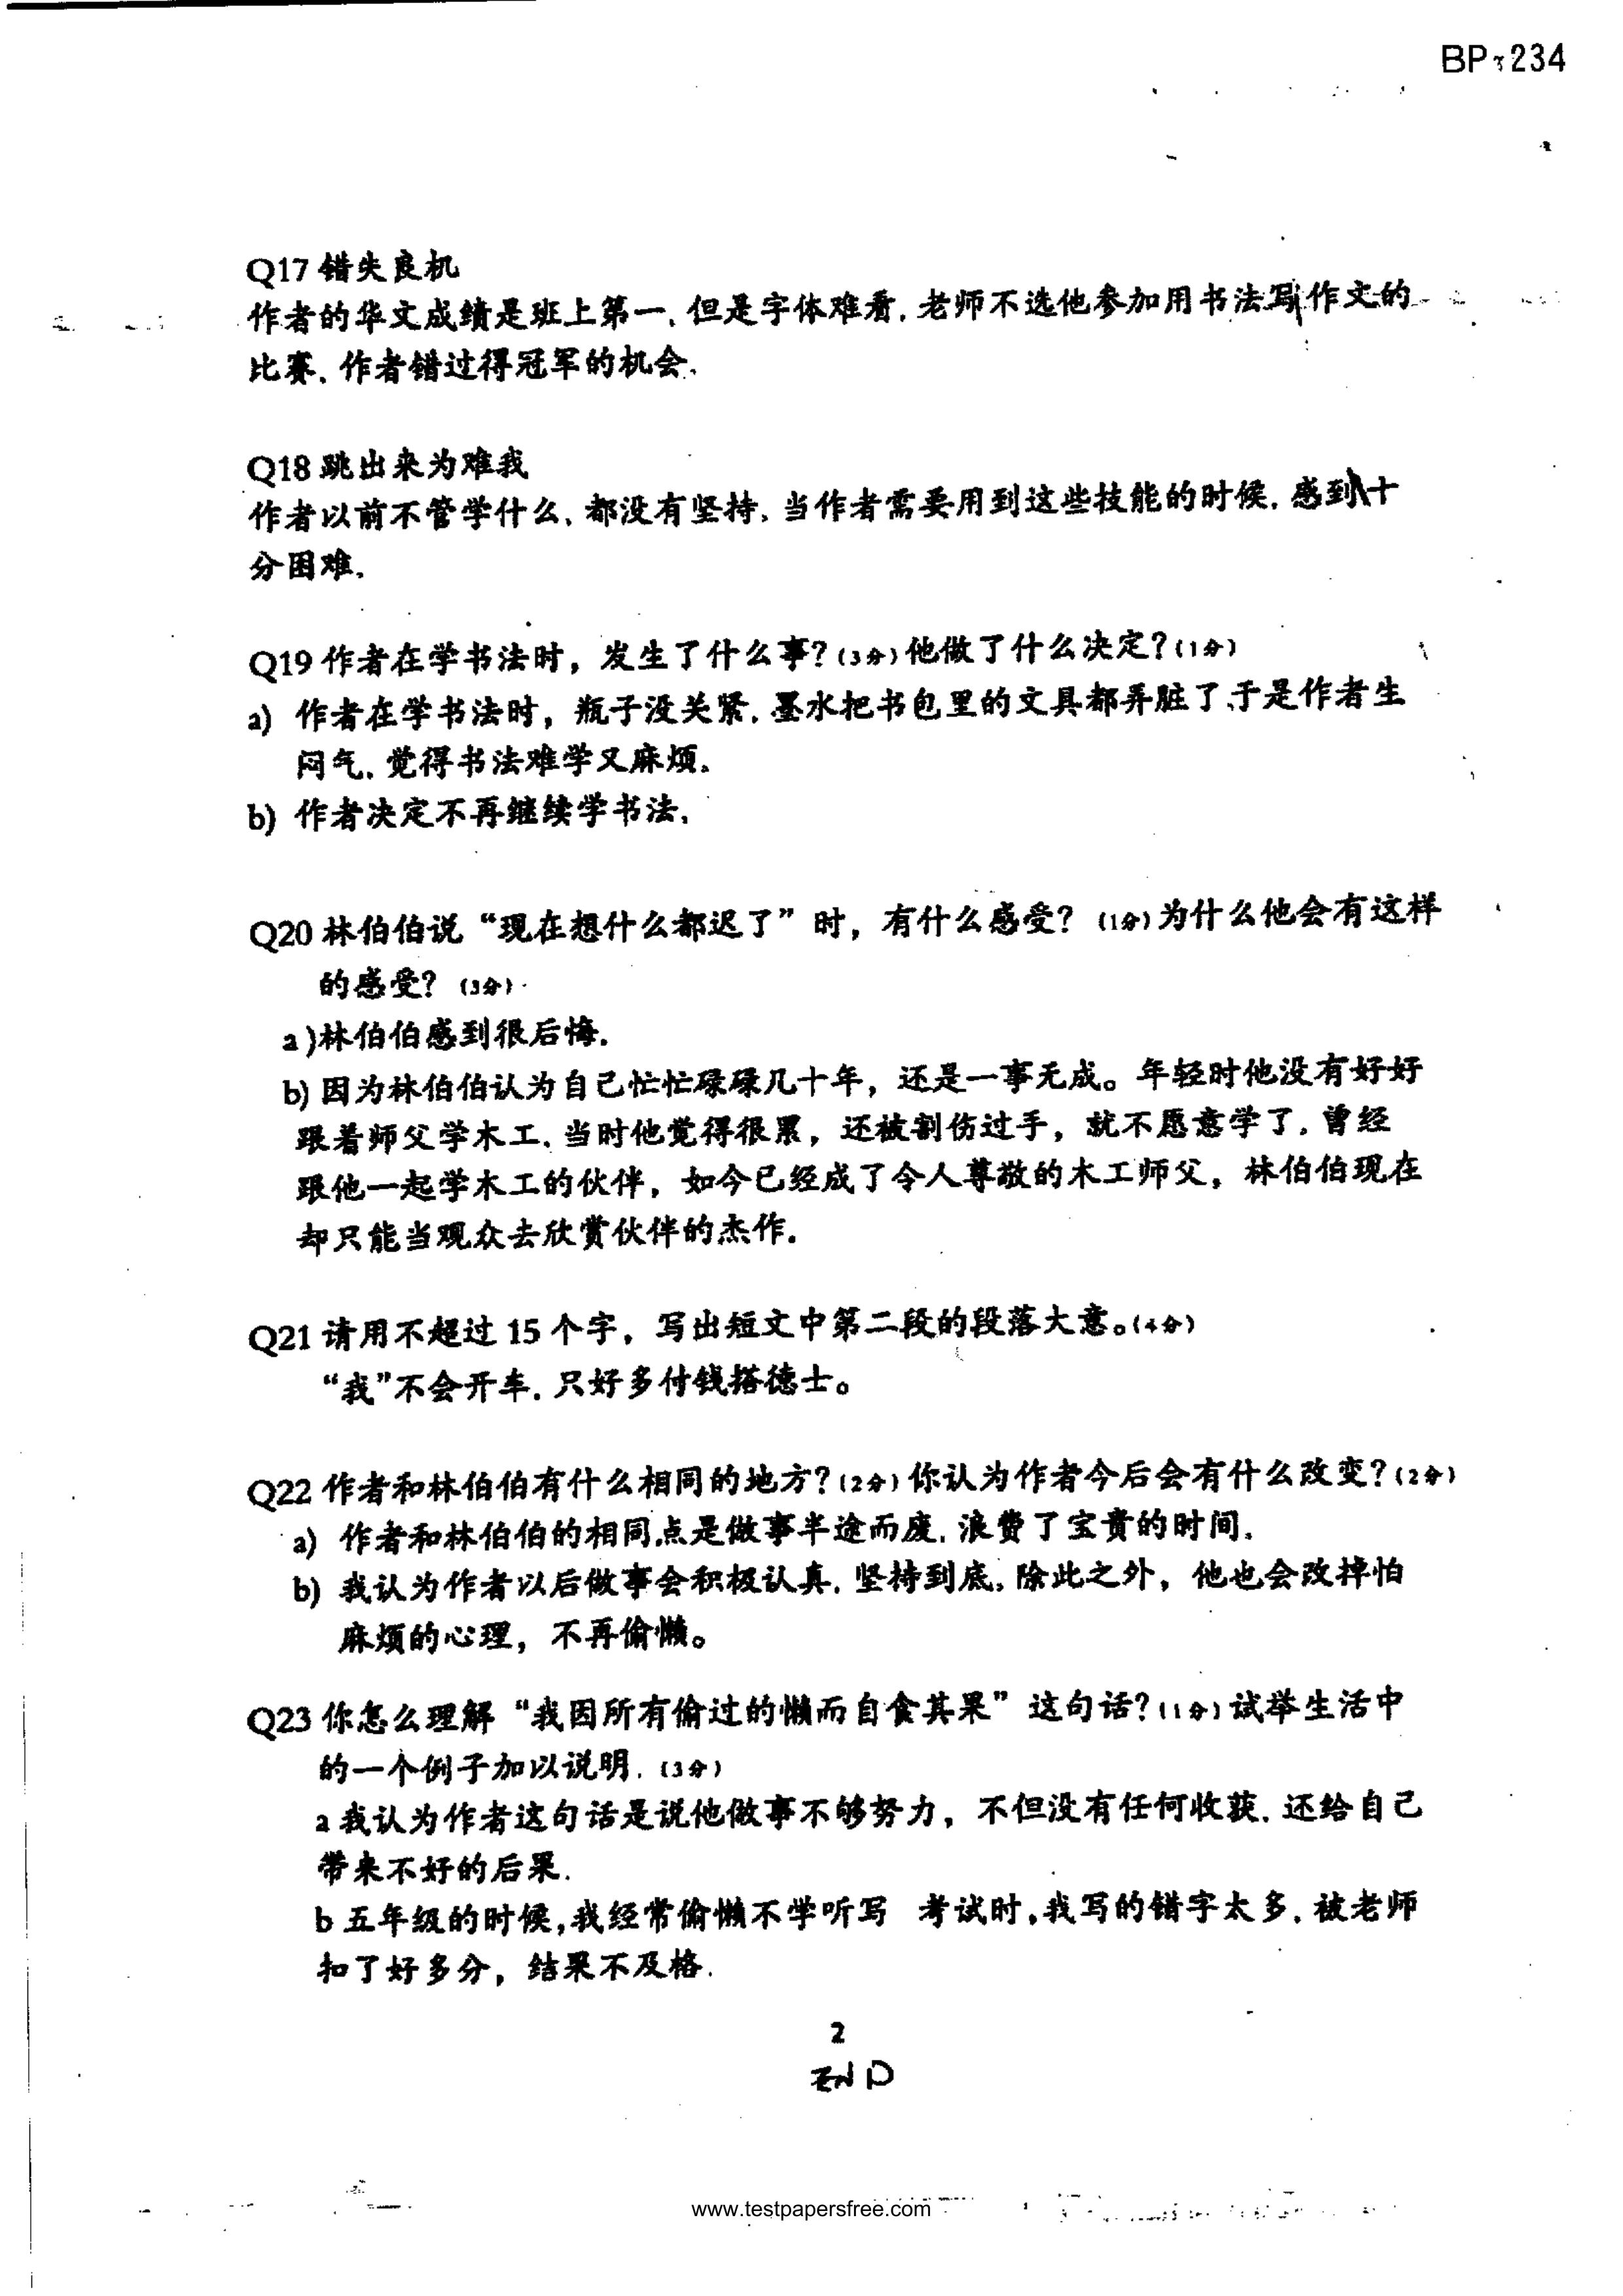 BP-234
Q17 错失良机
作者的华文成绩是班上第一，但是字体难看，老师不选他参加用书法写作文的
比赛，作者错过得冠军的机会。
Q18 跳出来为难我
作者以前不管学什么，都没有坚持，当作者需要用到这些技能的时候，感到十
分困难。
Q19 作者在学书法时，发生了什么事？(3分) 他做了什么决定？(1分)
a) 作者在学书法时，瓶子没关紧，墨水把书包里的文具都弄脏了，于是作者生
闷气，觉得书法难学又麻烦。
b) 作者决定不再继续学书法。
Q20 林伯伯说“现在想什么都迟了”时，有什么感受？(1分) 为什么他会有这样
的感受？(3分)
a)林伯伯感到很后悔。
b) 因为林伯伯认为自己忙忙碌碌几十年，还是一事无成。年轻时他没有好好
跟着师父学木工，当时他觉得很累，还被割伤过手，就不愿意学了。曾经
跟他一起学木工的伙伴，如今已经成了令人尊敬的木工师父，林伯伯现在
却只能当观众去欣赏伙伴的杰作。
Q21 请用不超过 15 个字，写出短文中第二段的段落大意。(4分)
“我”不会开车，只好多付钱搭德士。
Q22 作者和林伯伯有什么相同的地方？(2分) 你认为作者今后会有什么改变？(2分)
a) 作者和林伯伯的相同点是做事半途而废，浪费了宝贵的时间。
b) 我认为作者以后做事会积极认真，坚持到底，除此之外，他也会改掉怕
麻烦的心理，不再偷懒。
Q23 你怎么理解“我因所有偷过的懒而自食其果”这句话？(1分) 试举生活中
的一个例子加以说明。(3分)
a 我认为作者这句话是说他做事不够努力，不但没有任何收获，还给自己
带来不好的后果。
b 五年级的时候，我经常偷懒不学听写 考试时，我写的错字太多，被老师
扣了好多分，结果不及格。
2
END
www.testpapersfree.com